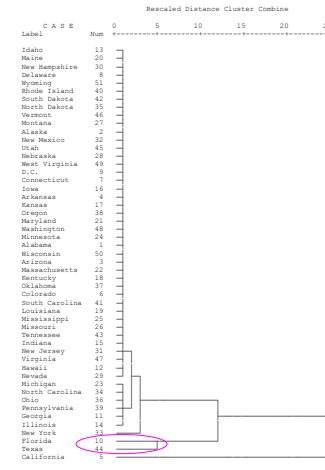 Rescaled Distance Cluster Combine
C A S E 0 5 10 15 20 25
Label Num
Idaho 13
Maine 20
New Hampshire 30
Delaware 8
Wyoming 51
Rhode Island 40
South Dakota 42
North Dakota 35
Vermont 46
Montana 27
Alaska 2
New Mexico 32
Utah 45
Nebraska 28
West Virginia 49
D.C. 9
Connecticut 7
Iowa 16
Arkansas 4
Kansas 17
Oregon 38
Maryland 21
Washington 48
Minnesota 24
Alabama 1
Wisconsin 50
Arizona 3
Massachusetts 22
Kentucky 18
Oklahoma 37
Colorado 6
South Carolina 41
Louisiana 19
Mississippi 25
Missouri 26
Tennessee 43
Indiana 15
New Jersey 31
Virginia 47
Hawaii 12
Nevada 29
Michigan 23
North Carolina 34
Ohio 36
Pennsylvania 39
Georgia 11
Illinois 14
New York 33
Florida 10
Texas 44
California 5